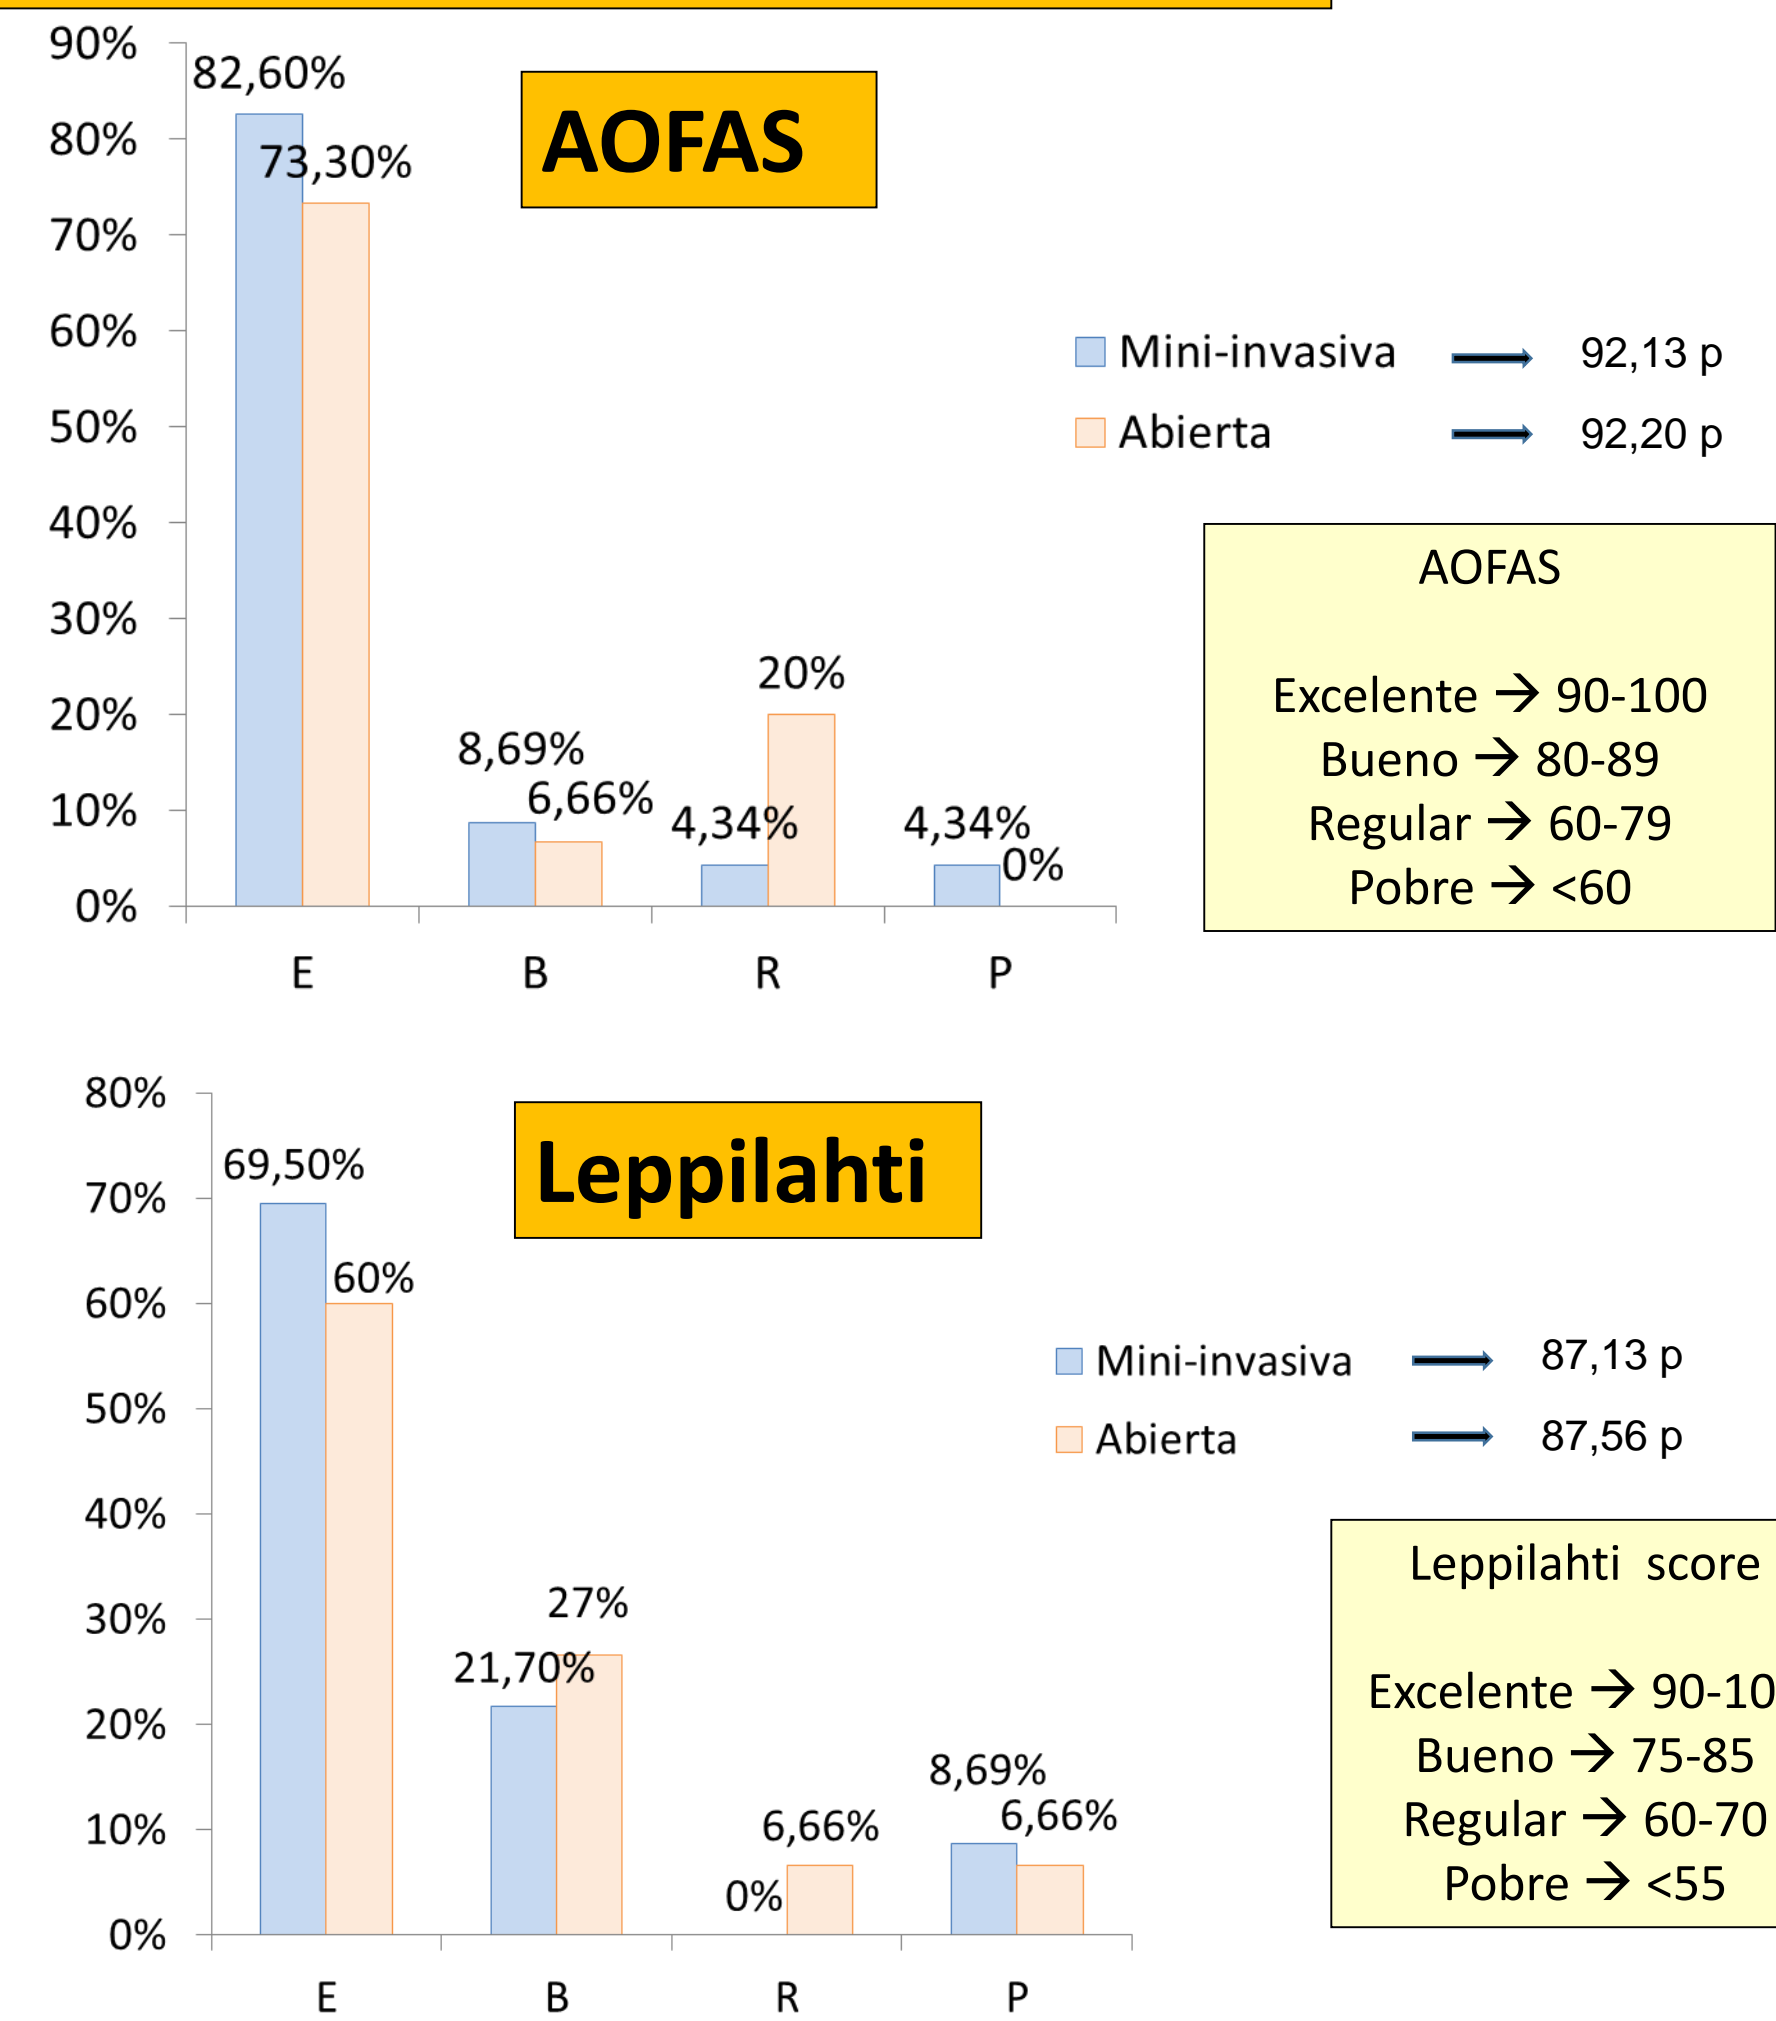 AOFAS
90%
80%
70%
60%
50%
40%
30%
20%
10%
0%
82,60%
73,30%
8,69%
6,66%
4,34%
20%
4,34%
0%
E B R P
Mini-invasiva → 92,13 p
Abierta → 92,20 p
AOFAS
Excelente → 90-100
Bueno → 80-89
Regular → 60-79
Pobre → <60
Leppilahti
80%
70%
60%
50%
40%
30%
20%
10%
0%
69,50%
60%
21,70%
27%
0%
6,66%
8,69%
6,66%
E B R P
Mini-invasiva → 87,13 p
Abierta → 87,56 p
Leppilahti score
Excelente → 90-10
Bueno → 75-85
Regular → 60-70
Pobre → <55